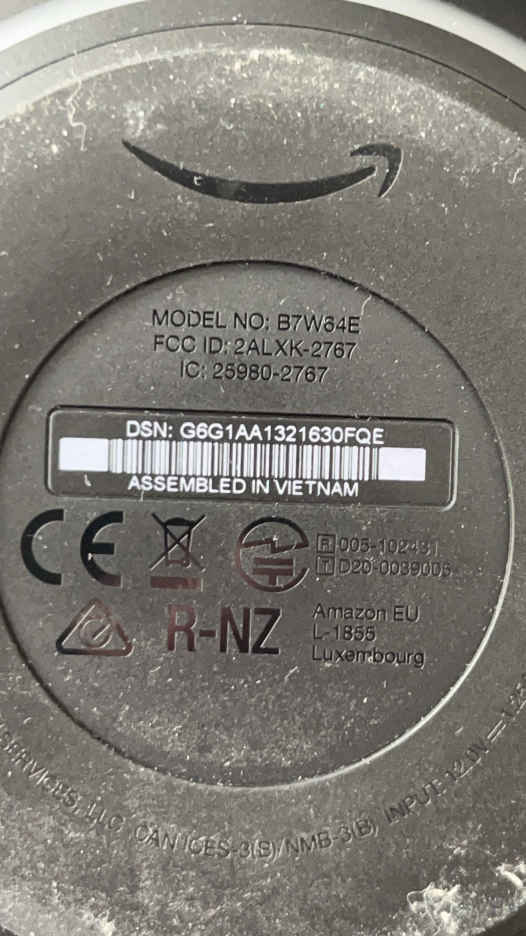 MODEL NO: B7W64E
FCC ID: 2ALXK-2767
IC: 25980-2767
DSN: G6G1AA1321630FQE
ASSEMBLED IN VIETNAM
CE
R 005-102431
T D20-0039005
R-NZ
Amazon EU
L-1855
Luxembourg
SERVICES, LLC CAN ICES-3(B)/NMB-3(B) INPUT 12.0V